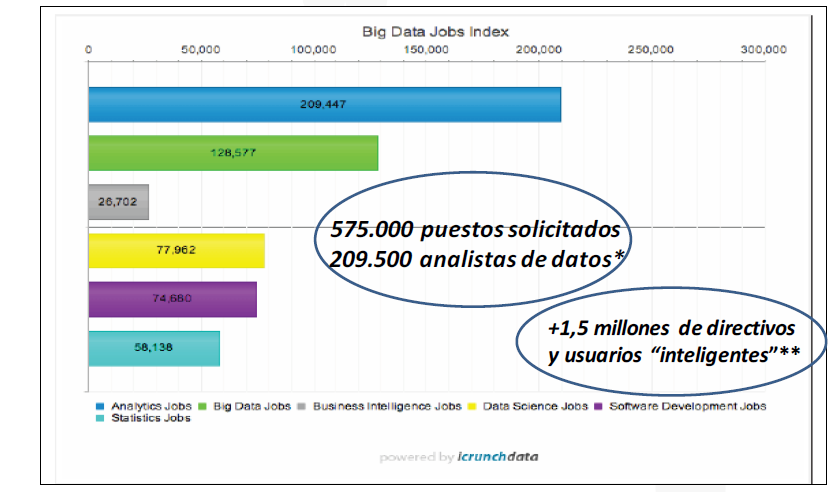 Big Data Jobs Index
0 50,000 100,000 150,000 200,000 250,000 300,000
209,447
128,577
26,702
575.000 puestos solicitados
209.500 analistas de datos*
77,962
74,680
+1,5 millones de directivos
y usuarios “inteligentes”**
58,138
Analytics Jobs Big Data Jobs Business Intelligence Jobs Data Science Jobs Software Development Jobs
Statistics Jobs
powered by icrunchdata